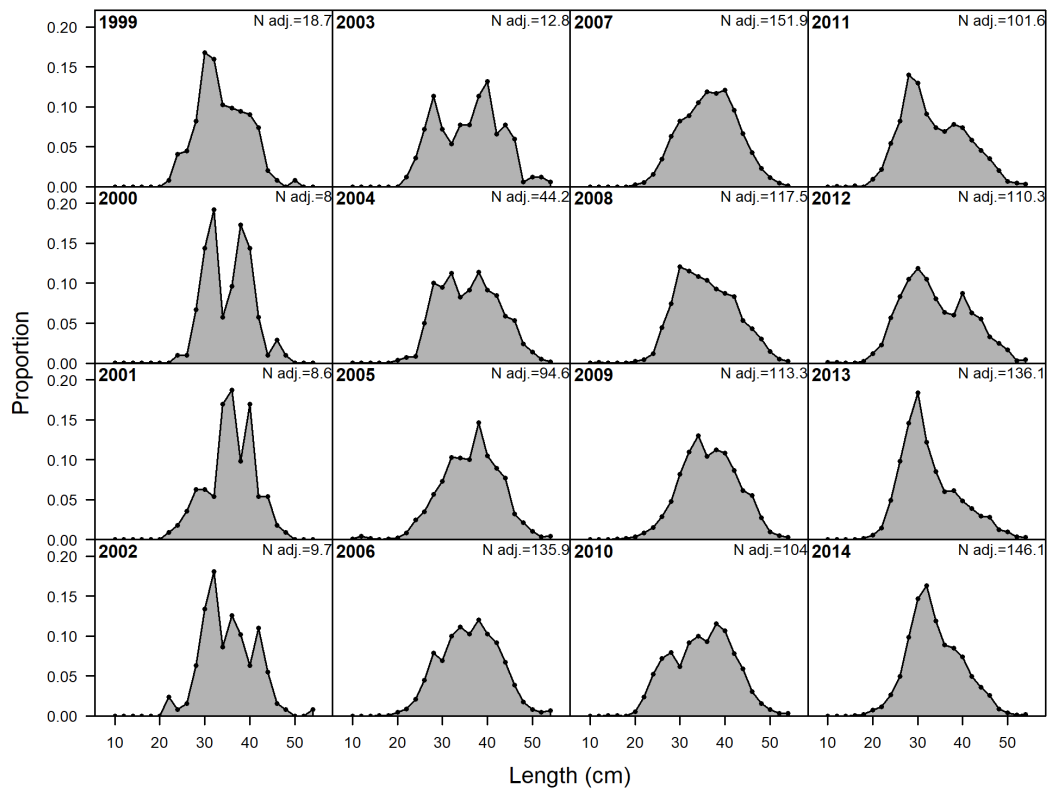 1999 N adj.=18.7 2003 N adj.=12.8 2007 N adj.=151.9 2011 N adj.=101.6
0.20
0.15
0.10
0.05
0.00
2000 N adj.=8 2004 N adj.=44.2 2008 N adj.=117.5 2012 N adj.=110.3
0.20
0.15
0.10
0.05
0.00
2001 N adj.=8.6 2005 N adj.=94.6 2009 N adj.=113.3 2013 N adj.=136.1
0.20
0.15
0.10
0.05
0.00
2002 N adj.=9.7 2006 N adj.=135.9 2010 N adj.=104 2014 N adj.=146.1
0.20
0.15
0.10
0.05
0.00
Proportion
10 20 30 40 50 10 20 30 40 50 10 20 30 40 50 10 20 30 40 50
Length (cm)